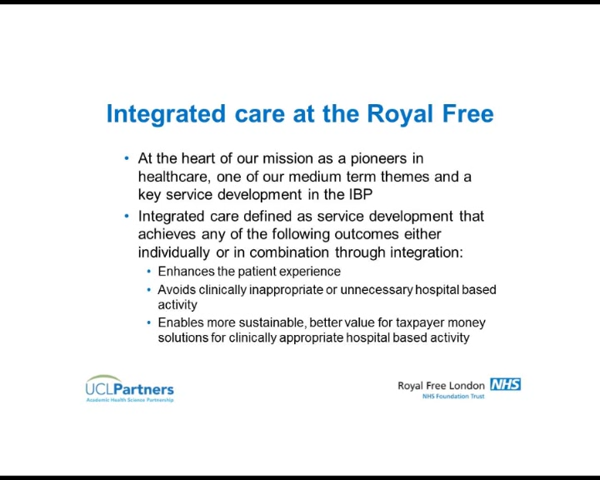 Integrated care at the Royal Free
• At the heart of our mission as a pioneers in
healthcare, one of our medium term themes and a
key service development in the IBP
• Integrated care defined as service development that
achieves any of the following outcomes either
individually or in combination through integration:
• Enhances the patient experience
• Avoids clinically inappropriate or unnecessary hospital based
activity
• Enables more sustainable, better value for taxpayer money
solutions for clinically appropriate hospital based activity
UCLPartners
Academic Health Science Partnership
Royal Free London NHS
NHS Foundation Trust